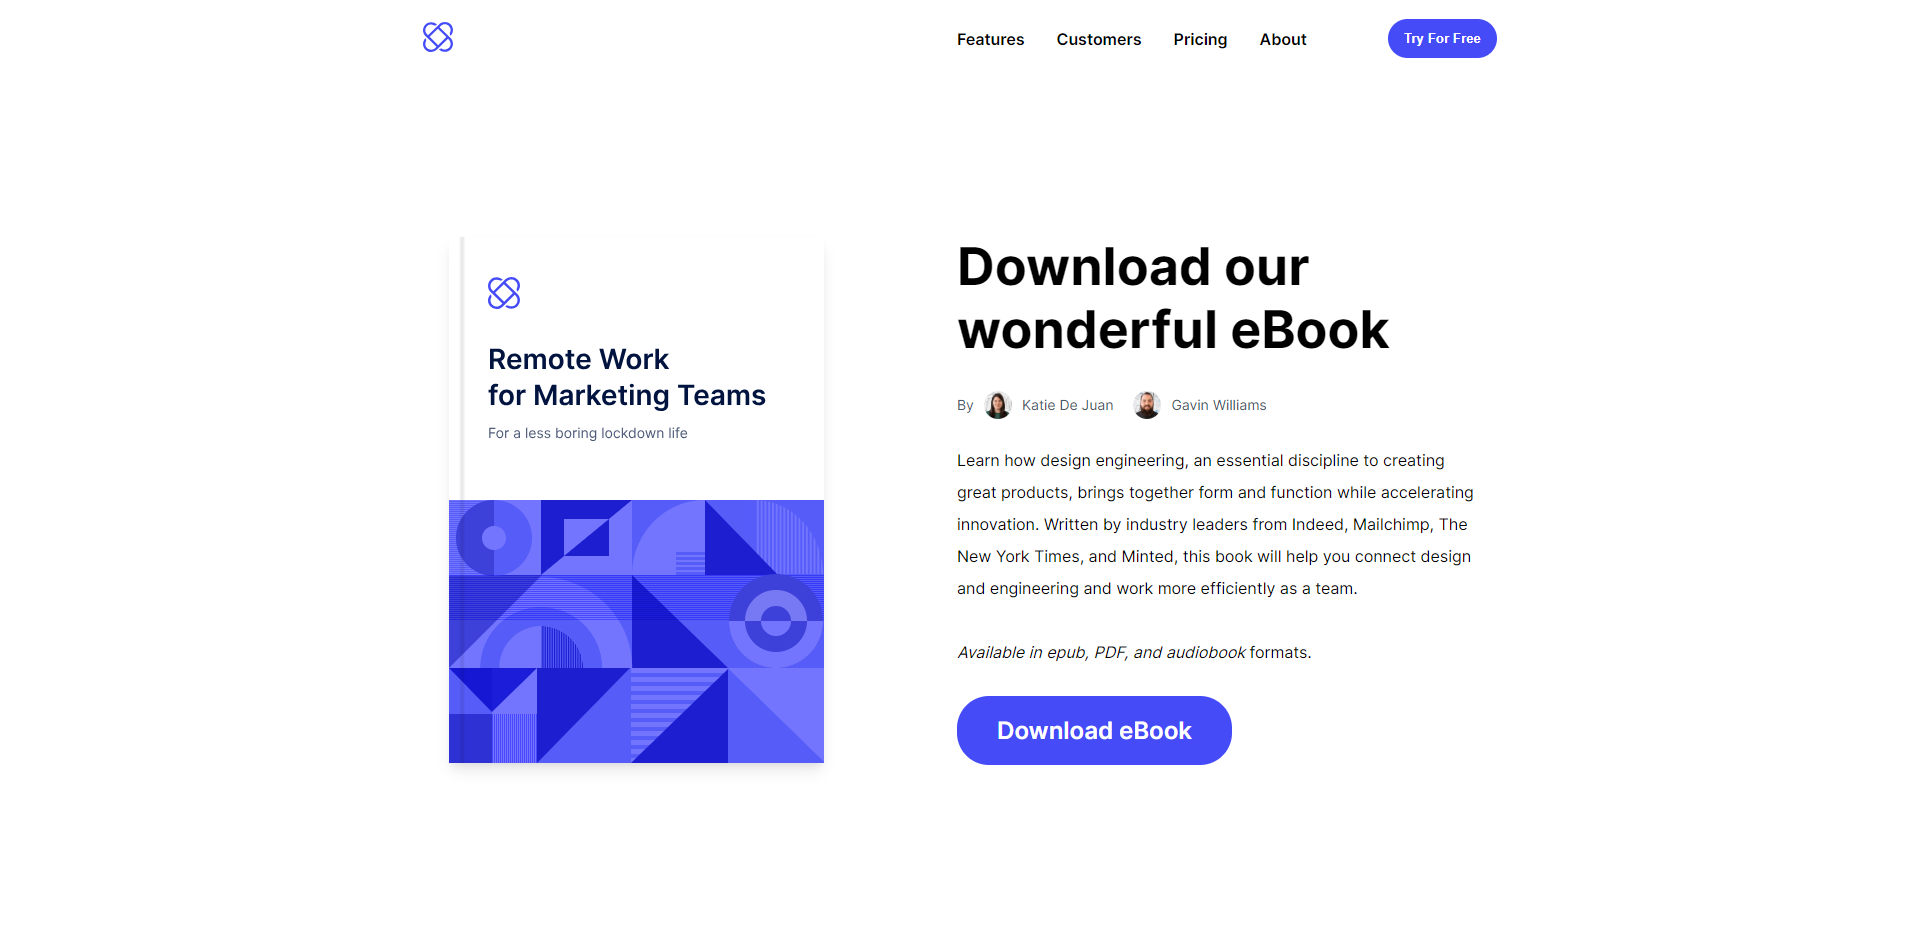 Features Customers Pricing About Try For Free
Remote Work
for Marketing Teams
For a less boring lockdown life
Download our
wonderful eBook
By Katie De Juan Gavin Williams
Learn how design engineering, an essential discipline to creating
great products, brings together form and function while accelerating
innovation. Written by industry leaders from Indeed, Mailchimp, The
New York Times, and Minted, this book will help you connect design
and engineering and work more efficiently as a team.
Available in epub, PDF, and audiobook formats.
Download eBook